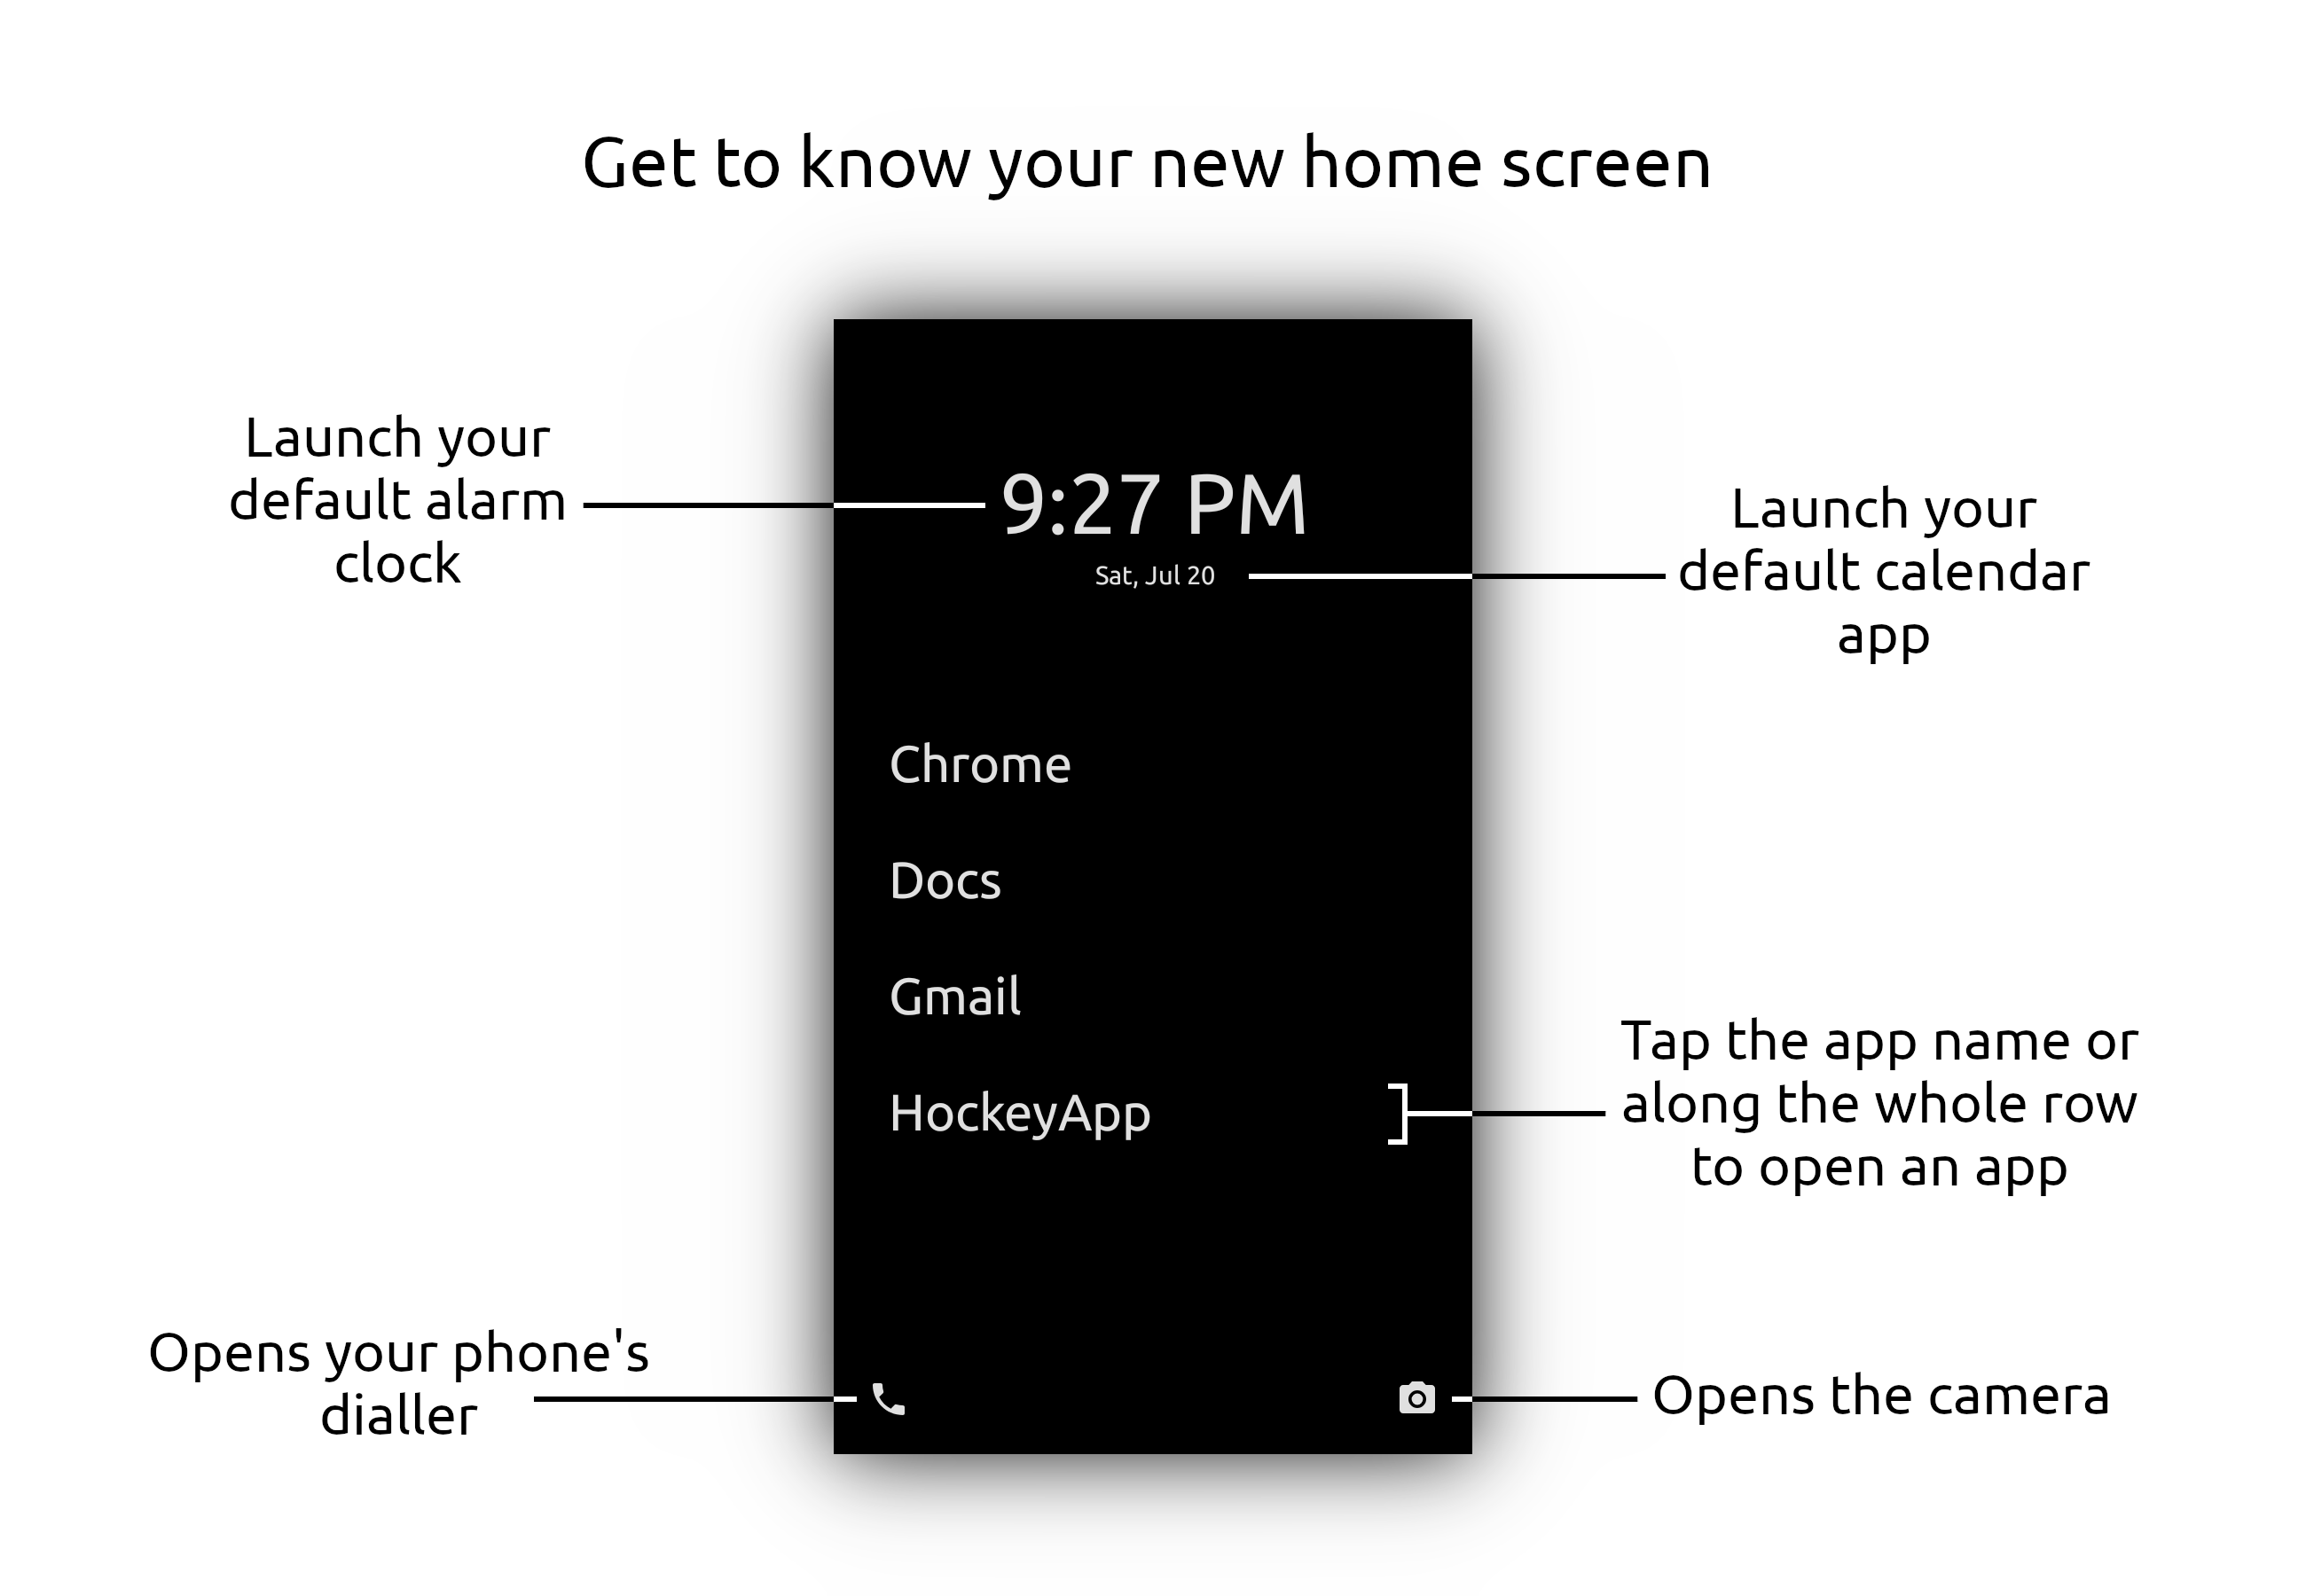 Get to know your new home screen
Launch your
default alarm
clock
9:27 PM
Sat, Jul 20
Launch your
default calendar
app
Chrome
Docs
Gmail
HockeyApp
Tap the app name or
along the whole row
to open an app
Opens your phone's
dialler
Opens the camera